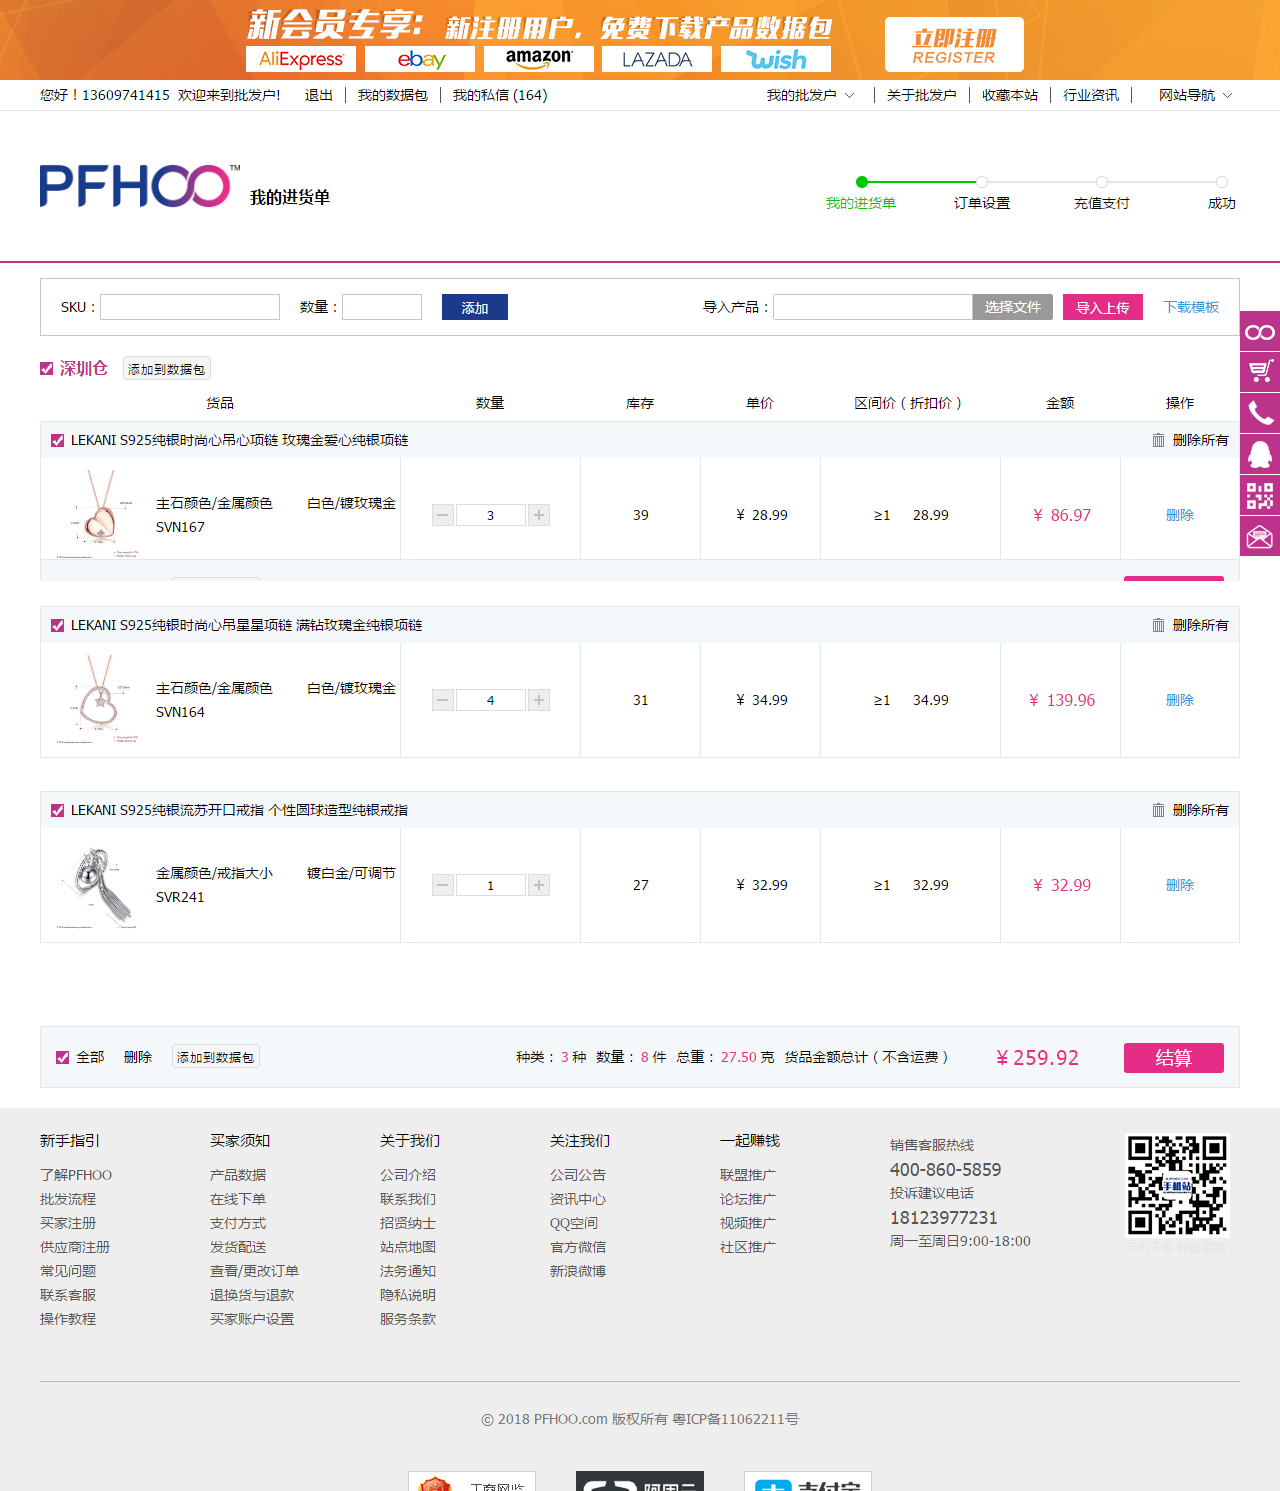 新会员专享: 新注册用户，免费下载产品数据包
AliExpress ebay amazon LAZADA wish
立即注册
REGISTER
您好！13609741415 欢迎来到批发户! 退出 我的数据包 我的私信 (164) 我的批发户 关于批发户 收藏本站 行业资讯 网站导航
PFHOO™ 我的进货单
我的进货单 订单设置 充值支付 成功
SKU： 数量： 添加 导入产品： 选择文件 导入上传 下载模板
深圳仓 添加到数据包
货品 数量 库存 单价 区间价（折扣价） 金额 操作
LEKANI S925纯银时尚心吊心项链 玫瑰金爱心纯银项链 删除所有
主石颜色/金属颜色 白色/镀玫瑰金
SVN167
3 39 ¥ 28.99 ≥1 28.99 ¥ 86.97 删除
LEKANI S925纯银时尚心吊星星项链 满钻玫瑰金纯银项链 删除所有
主石颜色/金属颜色 白色/镀玫瑰金
SVN164
4 31 ¥ 34.99 ≥1 34.99 ¥ 139.96 删除
LEKANI S925纯银流苏开口戒指 个性圆球造型纯银戒指 删除所有
金属颜色/戒指大小 镀白金/可调节
SVR241
1 27 ¥ 32.99 ≥1 32.99 ¥ 32.99 删除
全部 删除 添加到数据包 种类：3 种 数量：8 件 总重：27.50 克 货品金额总计（不含运费） ¥ 259.92 结算
新手指引 买家须知 关于我们 关注我们 一起赚钱
了解PFHOO 产品数据 公司介绍 公司公告 联盟推广
批发流程 在线下单 联系我们 资讯中心 论坛推广
买家注册 支付方式 招贤纳士 QQ空间 视频推广
供应商注册 发货配送 站点地图 官方微信 社区推广
常见问题 查看/更改订单 法务通知 新浪微博
联系客服 退换货与退款 隐私说明
操作教程 买家账户设置 服务条款
销售客服热线
400-860-5859
投诉建议电话
18123977231
周一至周日9:00-18:00
手机站
手机下单 轻松采购
© 2018 PFHOO.com 版权所有 粤ICP备11062211号
工商网监 阿里云 支付宝